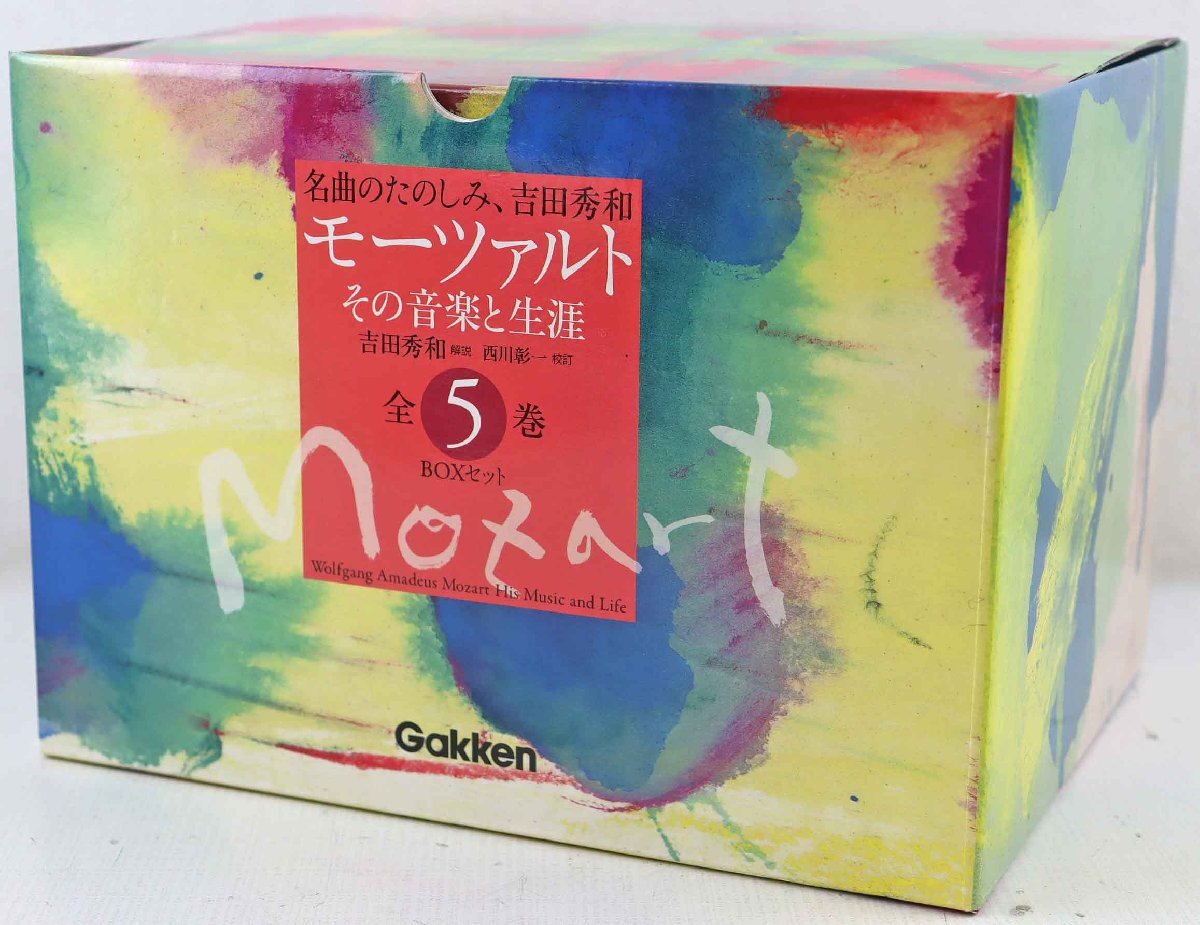 名曲のたのしみ、吉田秀和
モーツァルト
その音楽と生涯
吉田秀和 解説 西川彰一 校訂
全5巻
BOXセット
Mozart
Wolfgang Amadeus Mozart His Music and Life
Gakken